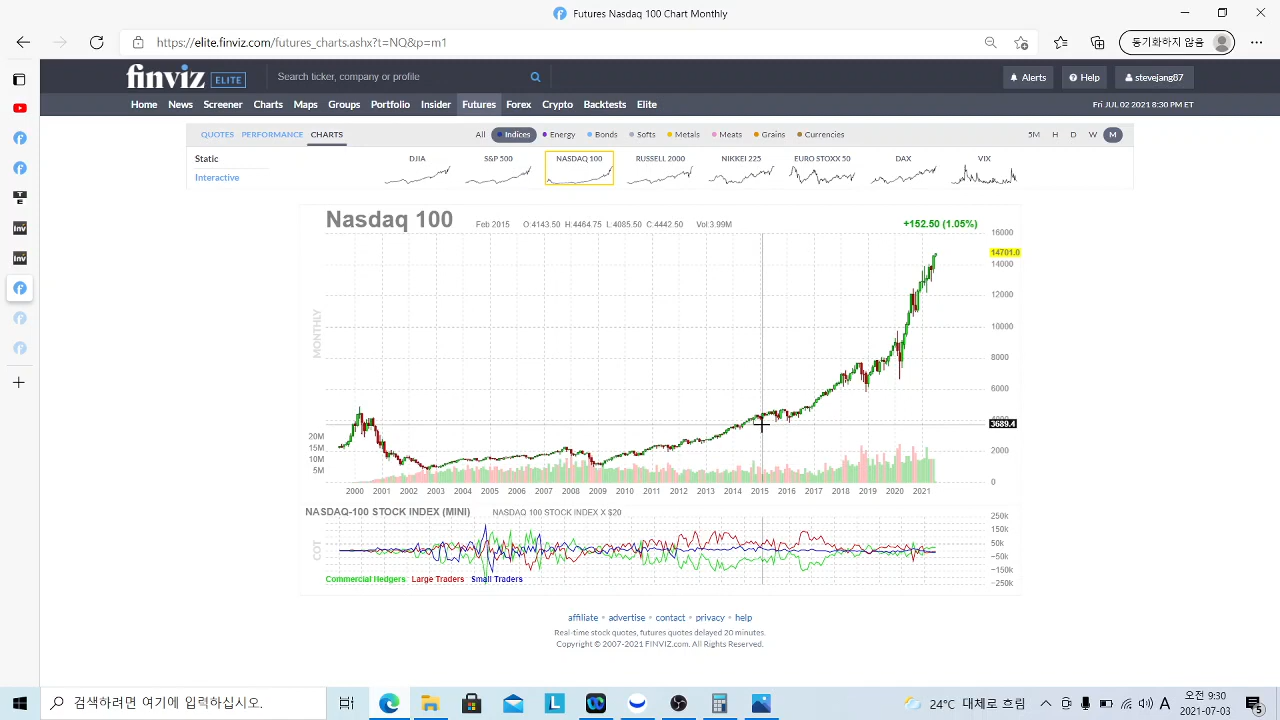 Futures Nasdaq 100 Chart Monthly
https://elite.finviz.com/futures_charts.ashx?t=NQ&p=m1
동기화하지 않음
finviz ELITE
Search ticker, company or profile
Alerts
Help
stevejang87
Home News Screener Charts Maps Groups Portfolio Insider Futures Forex Crypto Backtests Elite
Fri JUL 02 2021 8:30 PM ET
QUOTES PERFORMANCE CHARTS
All Indices Energy Bonds Softs Metals Meats Grains Currencies
5M H D W M
Static
Interactive
DJIA S&P 500 NASDAQ 100 RUSSELL 2000 NIKKEI 225 EURO STOXX 50 DAX VIX
Nasdaq 100
Feb 2015 O:4143.50 H:4464.75 L:4085.50 C:4442.50 Vol:3.99M
+152.50 (1.05%)
16000
14701.0
14000
12000
10000
8000
6000
4000
3689.4
2000
0
MONTHLY
20M
15M
10M
5M
2000 2001 2002 2003 2004 2005 2006 2007 2008 2009 2010 2011 2012 2013 2014 2015 2016 2017 2018 2019 2020 2021
NASDAQ-100 STOCK INDEX (MINI) NASDAQ 100 STOCK INDEX X $20
250k
150k
50k
−50k
−150k
−250k
COT
Commercial Hedgers Large Traders Small Traders
affiliate • advertise • contact • privacy • help
Real-time stock quotes, futures quotes delayed 20 minutes.
Copyright © 2007-2021 FINVIZ.com. All Rights Reserved.
검색하려면 여기에 입력하십시오.
24°C 대체로 흐림
A
오전 9:30
2021-07-03
5